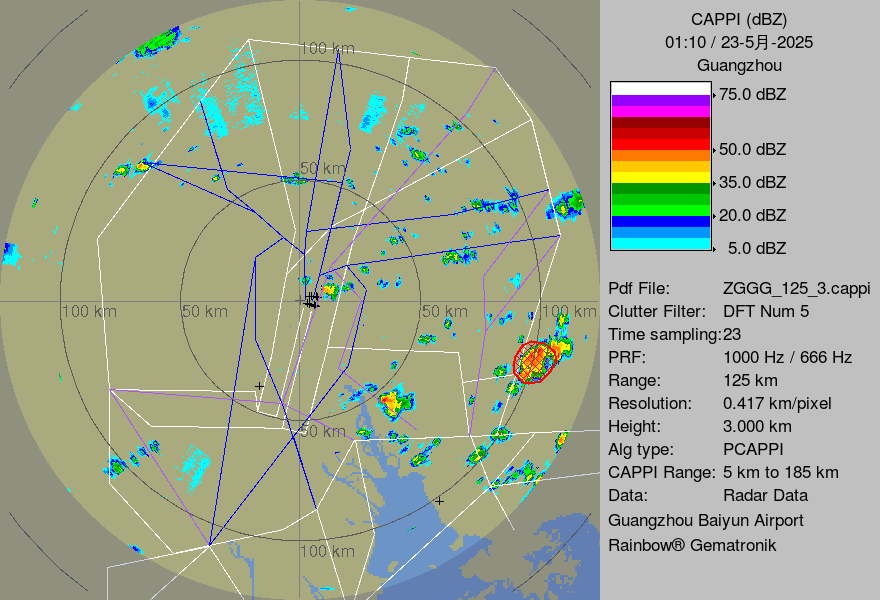 CAPPI (dBZ)
01:10 / 23-5月-2025
Guangzhou
75.0 dBZ
50.0 dBZ
35.0 dBZ
20.0 dBZ
5.0 dBZ
Pdf File: ZGGG_125_3.cappi
Clutter Filter: DFT Num 5
Time sampling:23
PRF: 1000 Hz / 666 Hz
Range: 125 km
Resolution: 0.417 km/pixel
Height: 3.000 km
Alg type: PCAPPI
CAPPI Range: 5 km to 185 km
Data: Radar Data
Guangzhou Baiyun Airport
Rainbow® Gematronik
100 km
50 km
100 km
50 km
50 km
100 km
50 km
100 km